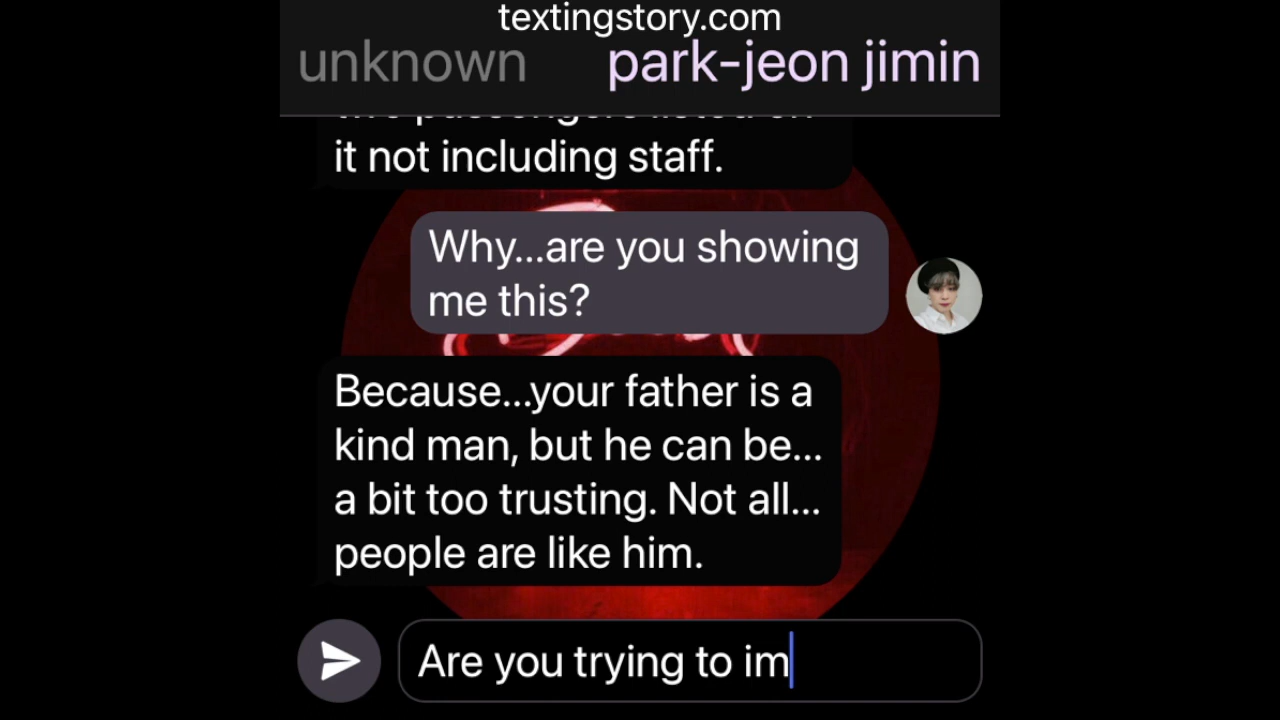 textingstory.com
unknown park-jeon jimin
it not including staff.
Why...are you showing
me this?
Because...your father is a
kind man, but he can be...
a bit too trusting. Not all...
people are like him.
Are you trying to im